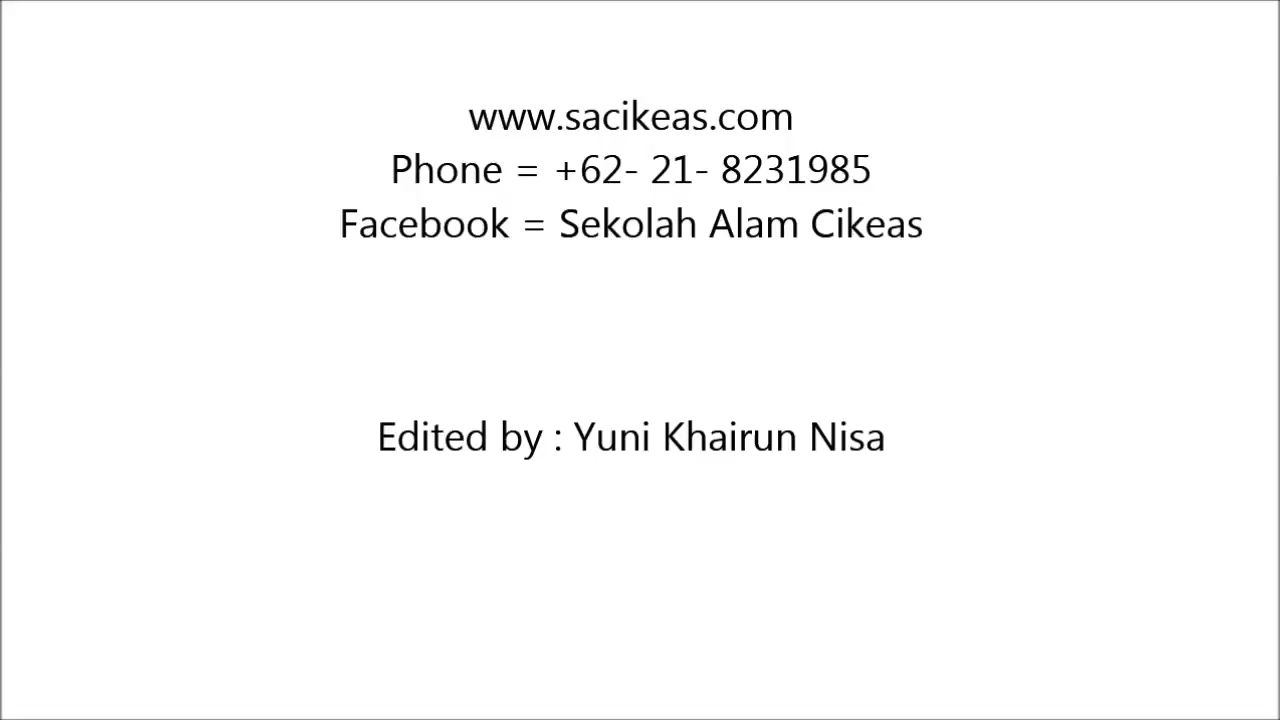 www.sacikeas.com
Phone = +62- 21- 8231985
Facebook = Sekolah Alam Cikeas
Edited by : Yuni Khairun Nisa